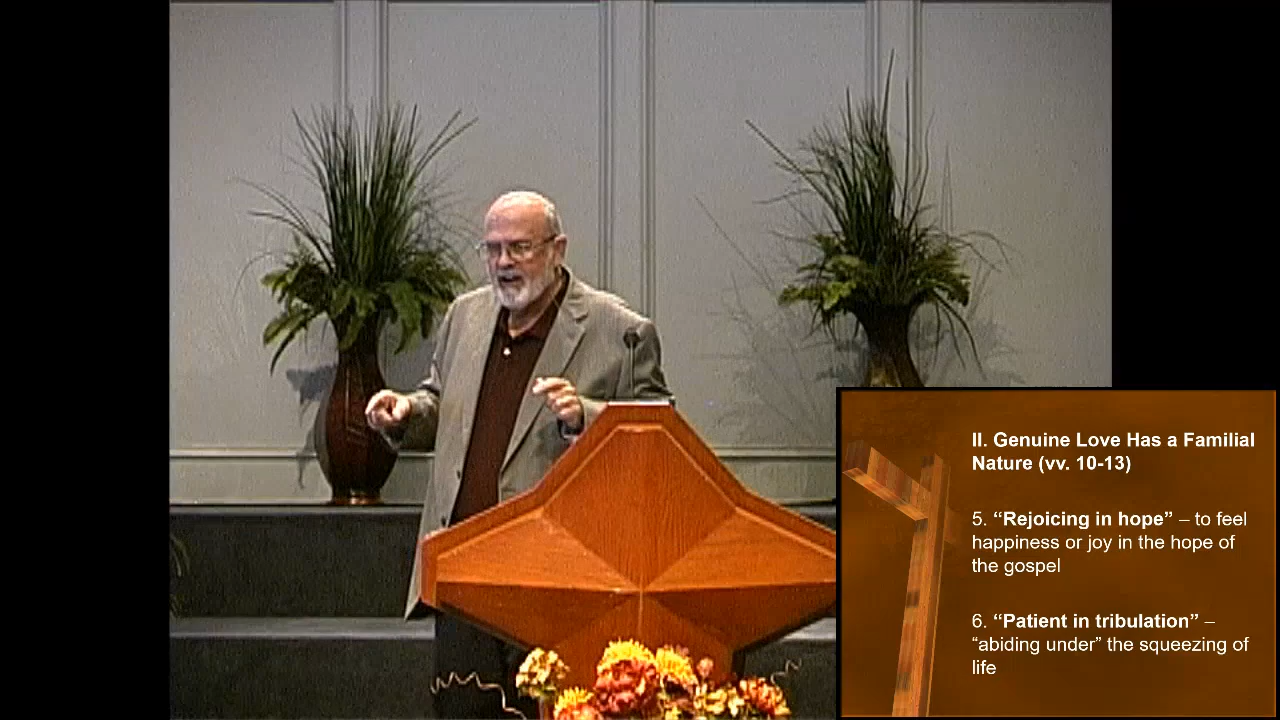 II. Genuine Love Has a Familial
Nature (vv. 10-13)
5. “Rejoicing in hope” – to feel
happiness or joy in the hope of
the gospel
6. “Patient in tribulation” –
“abiding under” the squeezing of
life